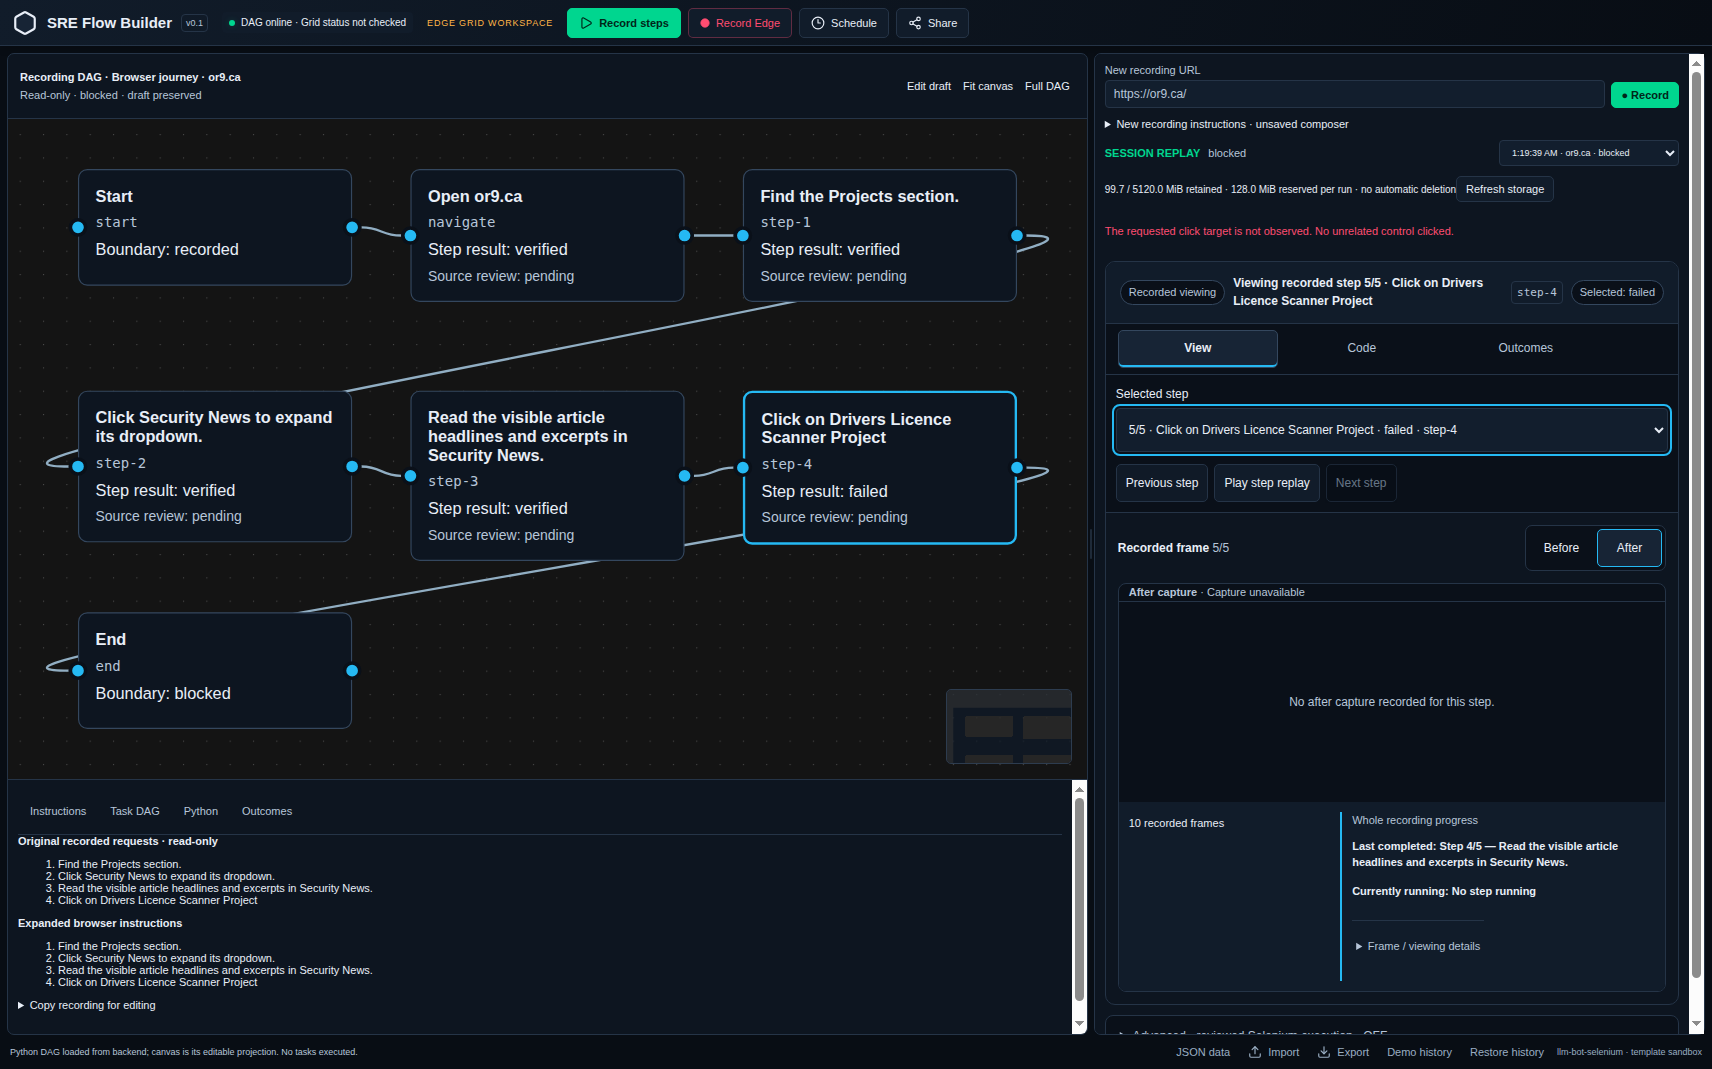 SRE Flow Builder v0.1 DAG online · Grid status not checked EDGE GRID WORKSPACE Record steps Record Edge Schedule Share
Recording DAG · Browser journey · or9.ca
Read-only · blocked · draft preserved
Edit draft Fit canvas Full DAG
Start
start
Boundary: recorded
Open or9.ca
navigate
Step result: verified
Source review: pending
Find the Projects section.
step-1
Step result: verified
Source review: pending
Click Security News to expand
its dropdown.
step-2
Step result: verified
Source review: pending
Read the visible article
headlines and excerpts in
Security News.
step-3
Step result: verified
Source review: pending
Click on Drivers Licence
Scanner Project
step-4
Step result: failed
Source review: pending
End
end
Boundary: blocked
Instructions Task DAG Python Outcomes
Original recorded requests · read-only
1. Find the Projects section.
2. Click Security News to expand its dropdown.
3. Read the visible article headlines and excerpts in Security News.
4. Click on Drivers Licence Scanner Project
Expanded browser instructions
1. Find the Projects section.
2. Click Security News to expand its dropdown.
3. Read the visible article headlines and excerpts in Security News.
4. Click on Drivers Licence Scanner Project
Copy recording for editing
New recording URL
https://or9.ca/
● Record
New recording instructions · unsaved composer
SESSION REPLAY blocked
1:19:39 AM · or9.ca · blocked
99.7 / 5120.0 MiB retained · 128.0 MiB reserved per run · no automatic deletion
Refresh storage
The requested click target is not observed. No unrelated control clicked.
Recorded viewing
Viewing recorded step 5/5 · Click on Drivers
Licence Scanner Project
step-4
Selected: failed
View Code Outcomes
Selected step
5/5 · Click on Drivers Licence Scanner Project · failed · step-4
Previous step Play step replay Next step
Recorded frame 5/5
Before After
After capture · Capture unavailable
No after capture recorded for this step.
10 recorded frames
Whole recording progress
Last completed: Step 4/5 — Read the visible article
headlines and excerpts in Security News.
Currently running: No step running
Frame / viewing details
Advanced · reviewed Selenium execution · OFF
Python DAG loaded from backend; canvas is its editable projection. No tasks executed.
JSON data Import Export Demo history Restore history llm-bot-selenium · template sandbox